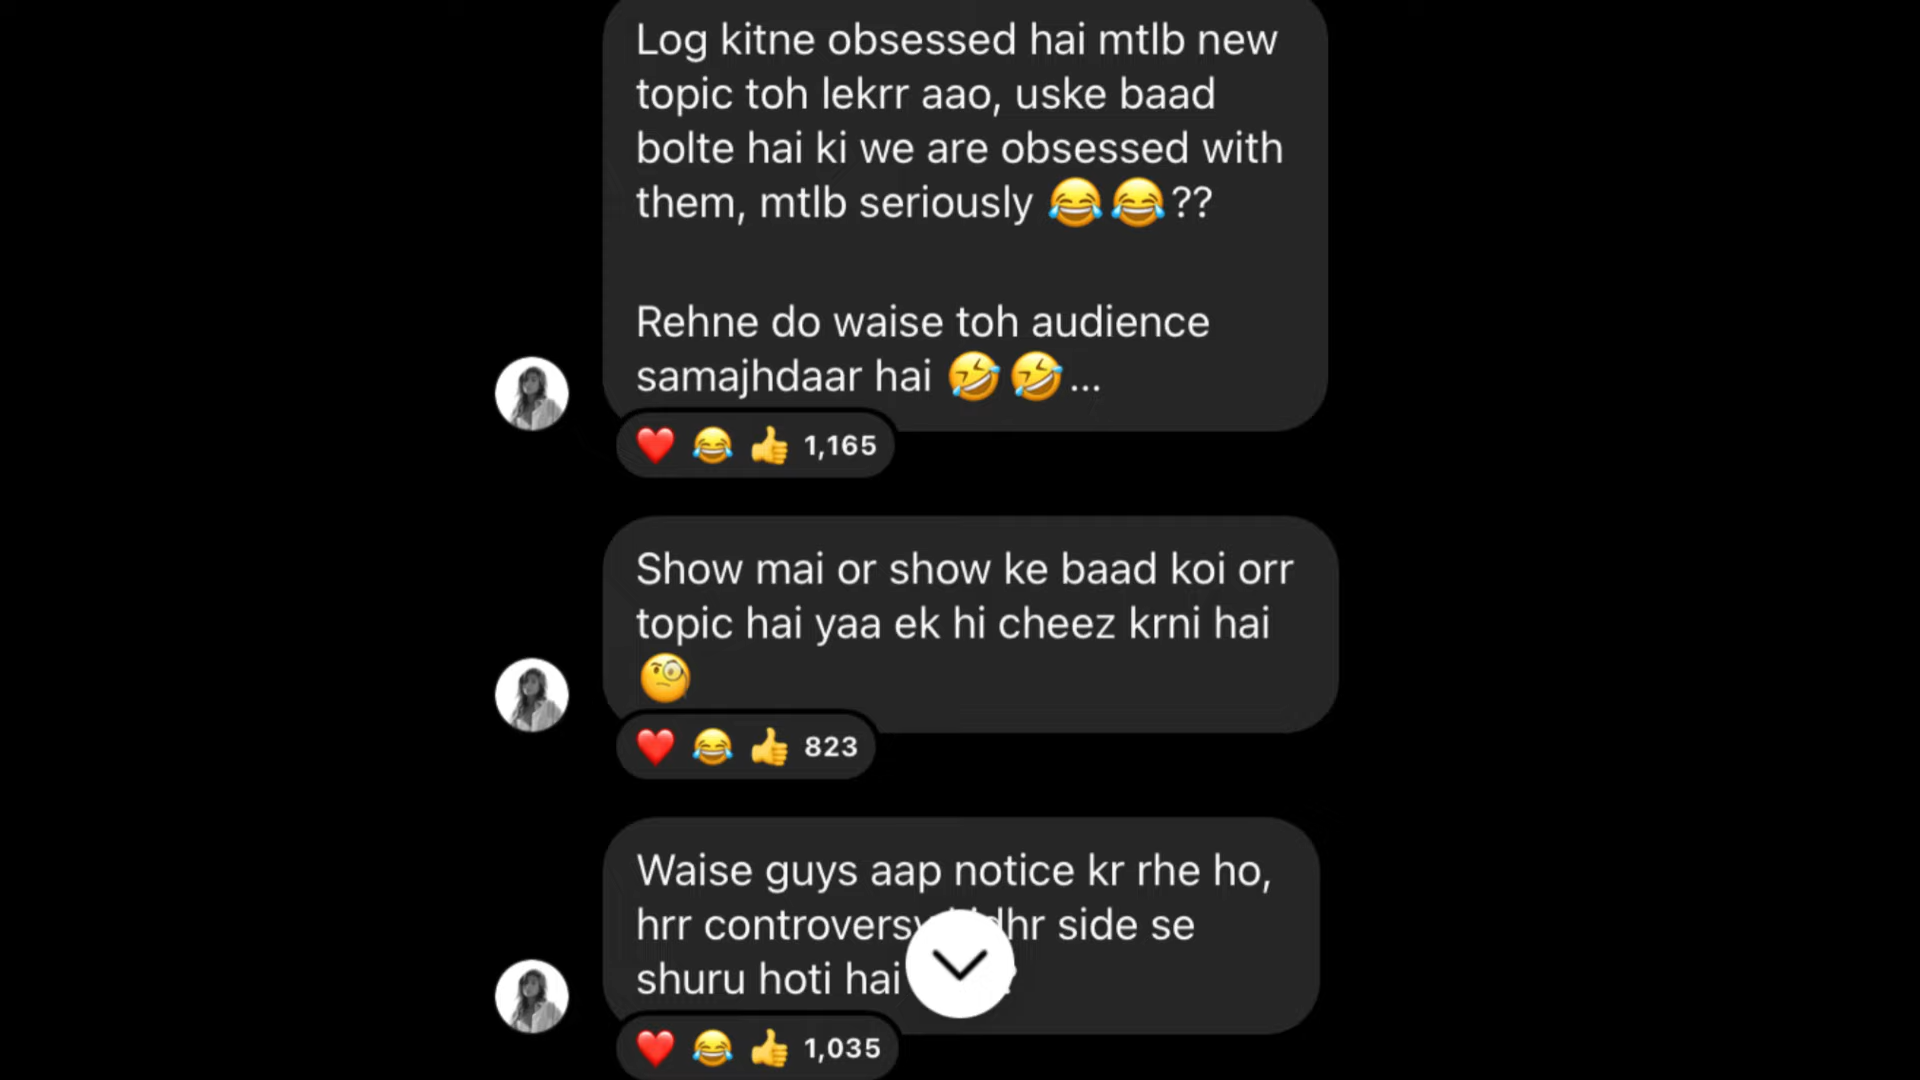 Log kitne obsessed hai mtlb new
topic toh lekrr aao, uske baad
bolte hai ki we are obsessed with
them, mtlb seriously 😂😂??
Rehne do waise toh audience
samajhdaar hai 🤣🤣...
❤️😂👍 1,165
Show mai or show ke baad koi orr
topic hai yaa ek hi cheez krni hai
🧐
❤️😂👍 823
Waise guys aap notice kr rhe ho,
hrr side se
shuru hoti hai
❤️😂👍 1,035